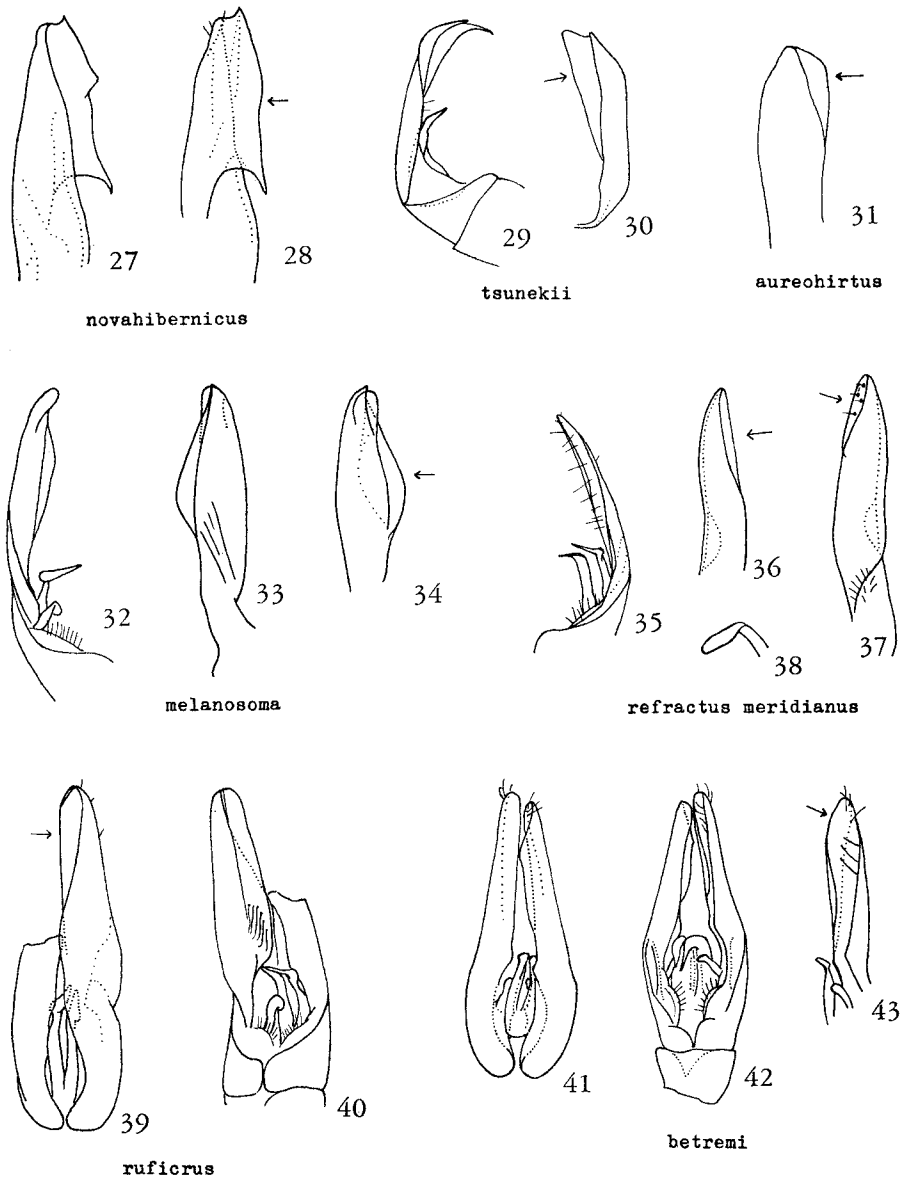 27
28
29
30
31
novahibernicus
tsunekii
aureohirtus
32
33
34
35
36
37
38
melanosoma
refractus meridianus
39
40
41
42
43
ruficrus
betremi